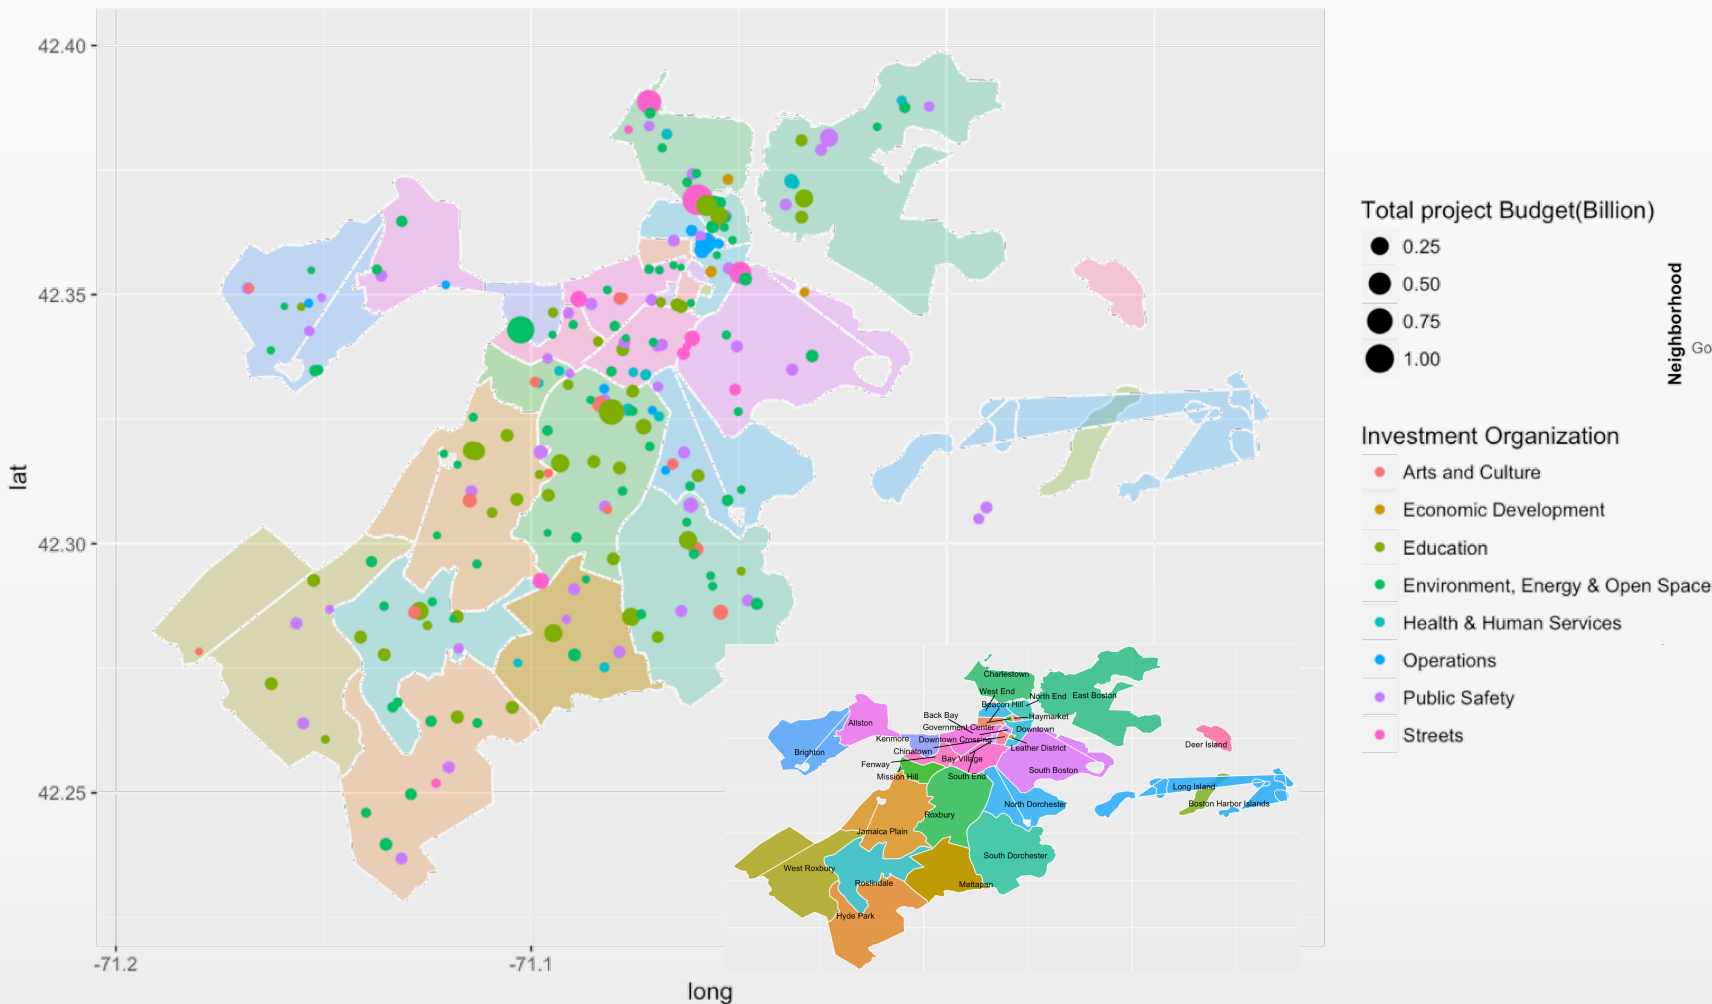 42.40
42.35
42.30
42.25
lat
-71.2
-71.1
long
Total project Budget(Billion)
0.25
0.50
0.75
1.00
Neighborhood
Go
Investment Organization
Arts and Culture
Economic Development
Education
Environment, Energy & Open Space
Health & Human Services
Operations
Public Safety
Streets
Charlestown
West End
North End
East Boston
Beacon Hill
Back Bay
Haymarket
Allston
Government Center
Downtown
Kenmore
Downtown Crossing
Leather District
Deer Island
Brighton
Chinatown
Bay Village
Fenway
South Boston
Mission Hill
South End
Long Island
North Dorchester
Boston Harbor Islands
Roxbury
Jamaica Plain
South Dorchester
West Roxbury
Roslindale
Mattapan
Hyde Park